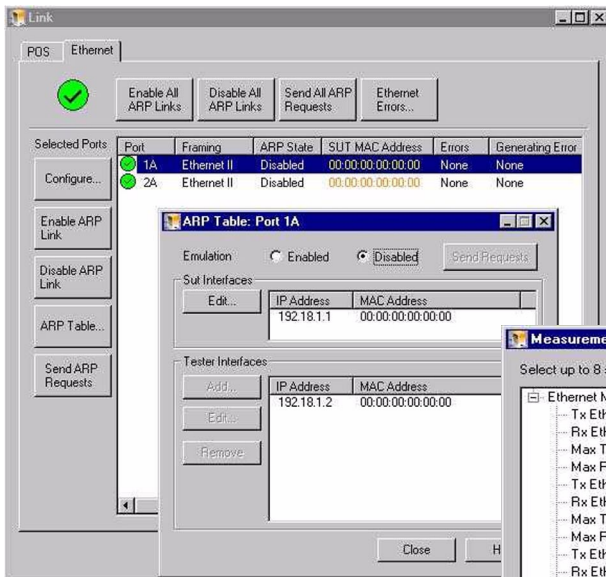 Link
POS Ethernet
Enable All ARP Links
Disable All ARP Links
Send All ARP Requests
Ethernet Errors...
Selected Ports
Configure...
Enable ARP Link
Disable ARP Link
ARP Table...
Send ARP Requests
Port Framing ARP State SUT MAC Address Errors Generating Error
1A Ethernet II Disabled 00:00:00:00:00:00 None None
2A Ethernet II Disabled 00:00:00:00:00:00 None None
ARP Table: Port 1A
Emulation Enabled Disabled Send Requests
Sut Interfaces
Edit...
IP Address MAC Address
192.18.1.1 00:00:00:00:00:00
Tester Interfaces
Add...
Edit...
Remove
IP Address MAC Address
192.18.1.2 00:00:00:00:00:00
Close H
Measureme
Select up to 8 s
Ethernet M
Tx Eth
Rx Eth
Max T
Max R
Tx Eth
Rx Eth
Max T
Max R
Tx Eth
Rx Eth